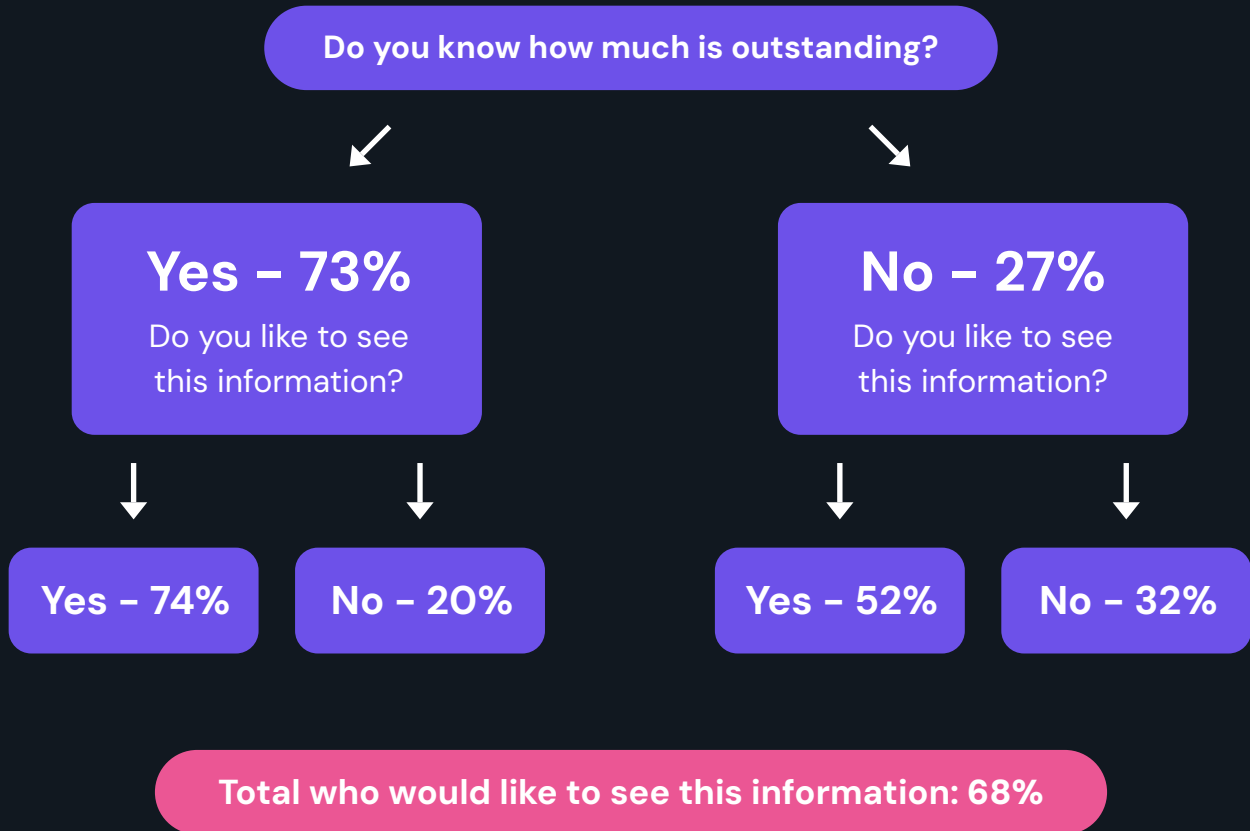 Do you know how much is outstanding?
Yes – 73%
Do you like to see
this information?
No – 27%
Do you like to see
this information?
Yes – 74%
No – 20%
Yes – 52%
No – 32%
Total who would like to see this information: 68%